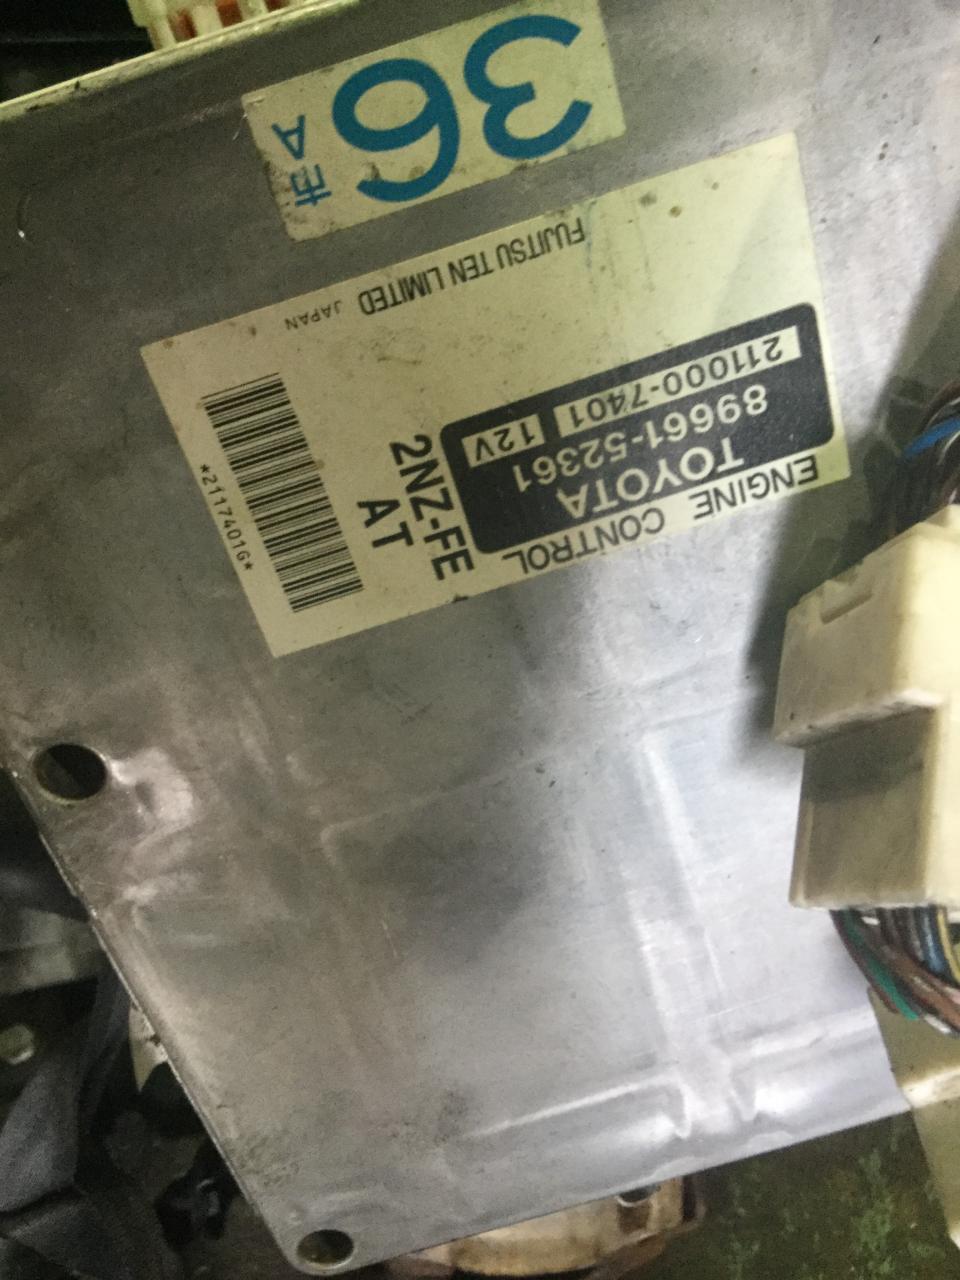 ENGINE CONTROL
TOYOTA
89661-52361
211000-7401 12V
2NZ-FE
AT
*2117401G*
FUJITSU TEN LIMITED JAPAN
36
A